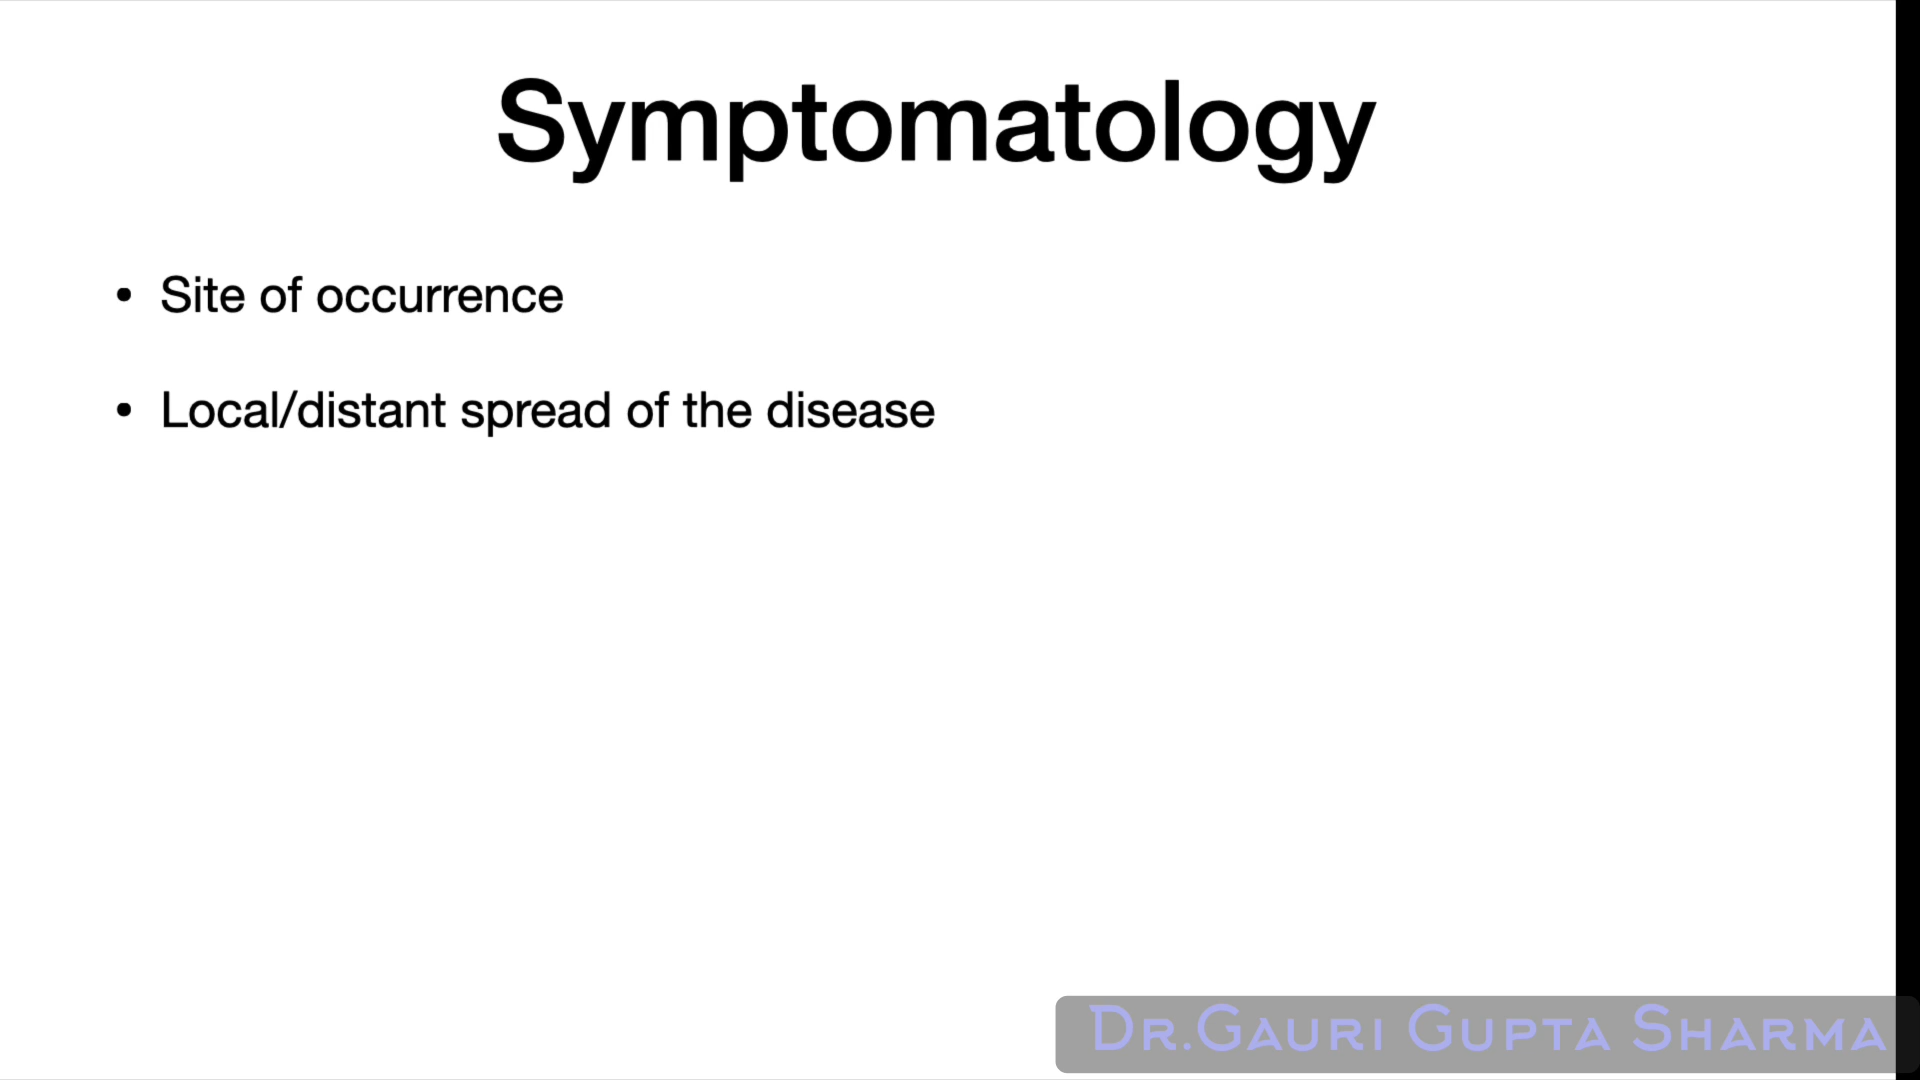 Symptomatology
• Site of occurrence
• Local/distant spread of the disease
Dr.Gauri Gupta Sharma